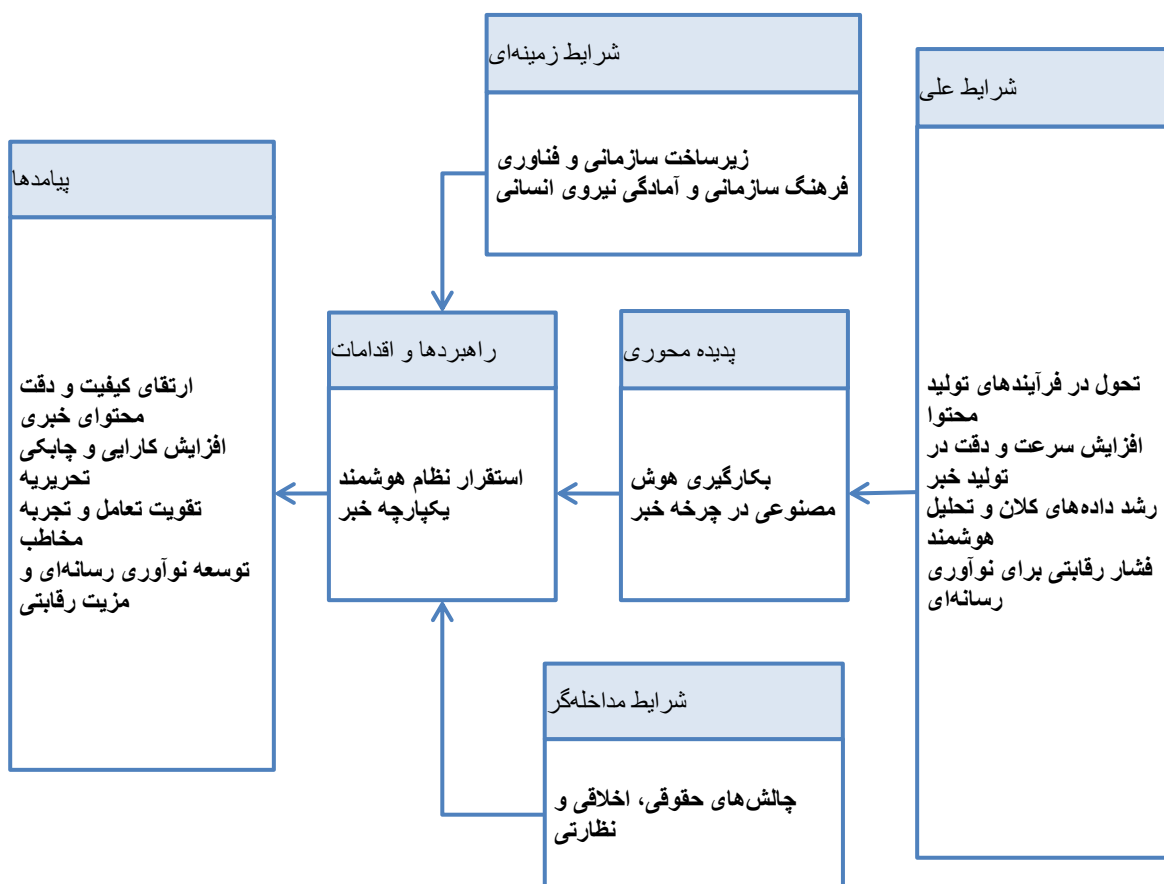 شرایط علی
تحول در فرآیندهای تولید
محتوا
افزایش سرعت و دقت در
تولید خبر
رشد داده‌های کلان و تحلیل
هوشمند
فشار رقابتی برای نوآوری
رسانه‌ای
شرایط زمینه‌ای
زیرساخت سازمانی و فناوری
فرهنگ سازمانی و آمادگی نیروی انسانی
پدیده محوری
بکارگیری هوش
مصنوعی در چرخه خبر
راهبردها و اقدامات
استقرار نظام هوشمند
یکپارچه خبر
شرایط مداخله‌گر
چالش‌های حقوقی، اخلاقی و
نظارتی
پیامدها
ارتقای کیفیت و دقت
محتوای خبری
افزایش کارایی و چابکی
تحریریه
تقویت تعامل و تجربه
مخاطب
توسعه نوآوری رسانه‌ای و
مزیت رقابتی